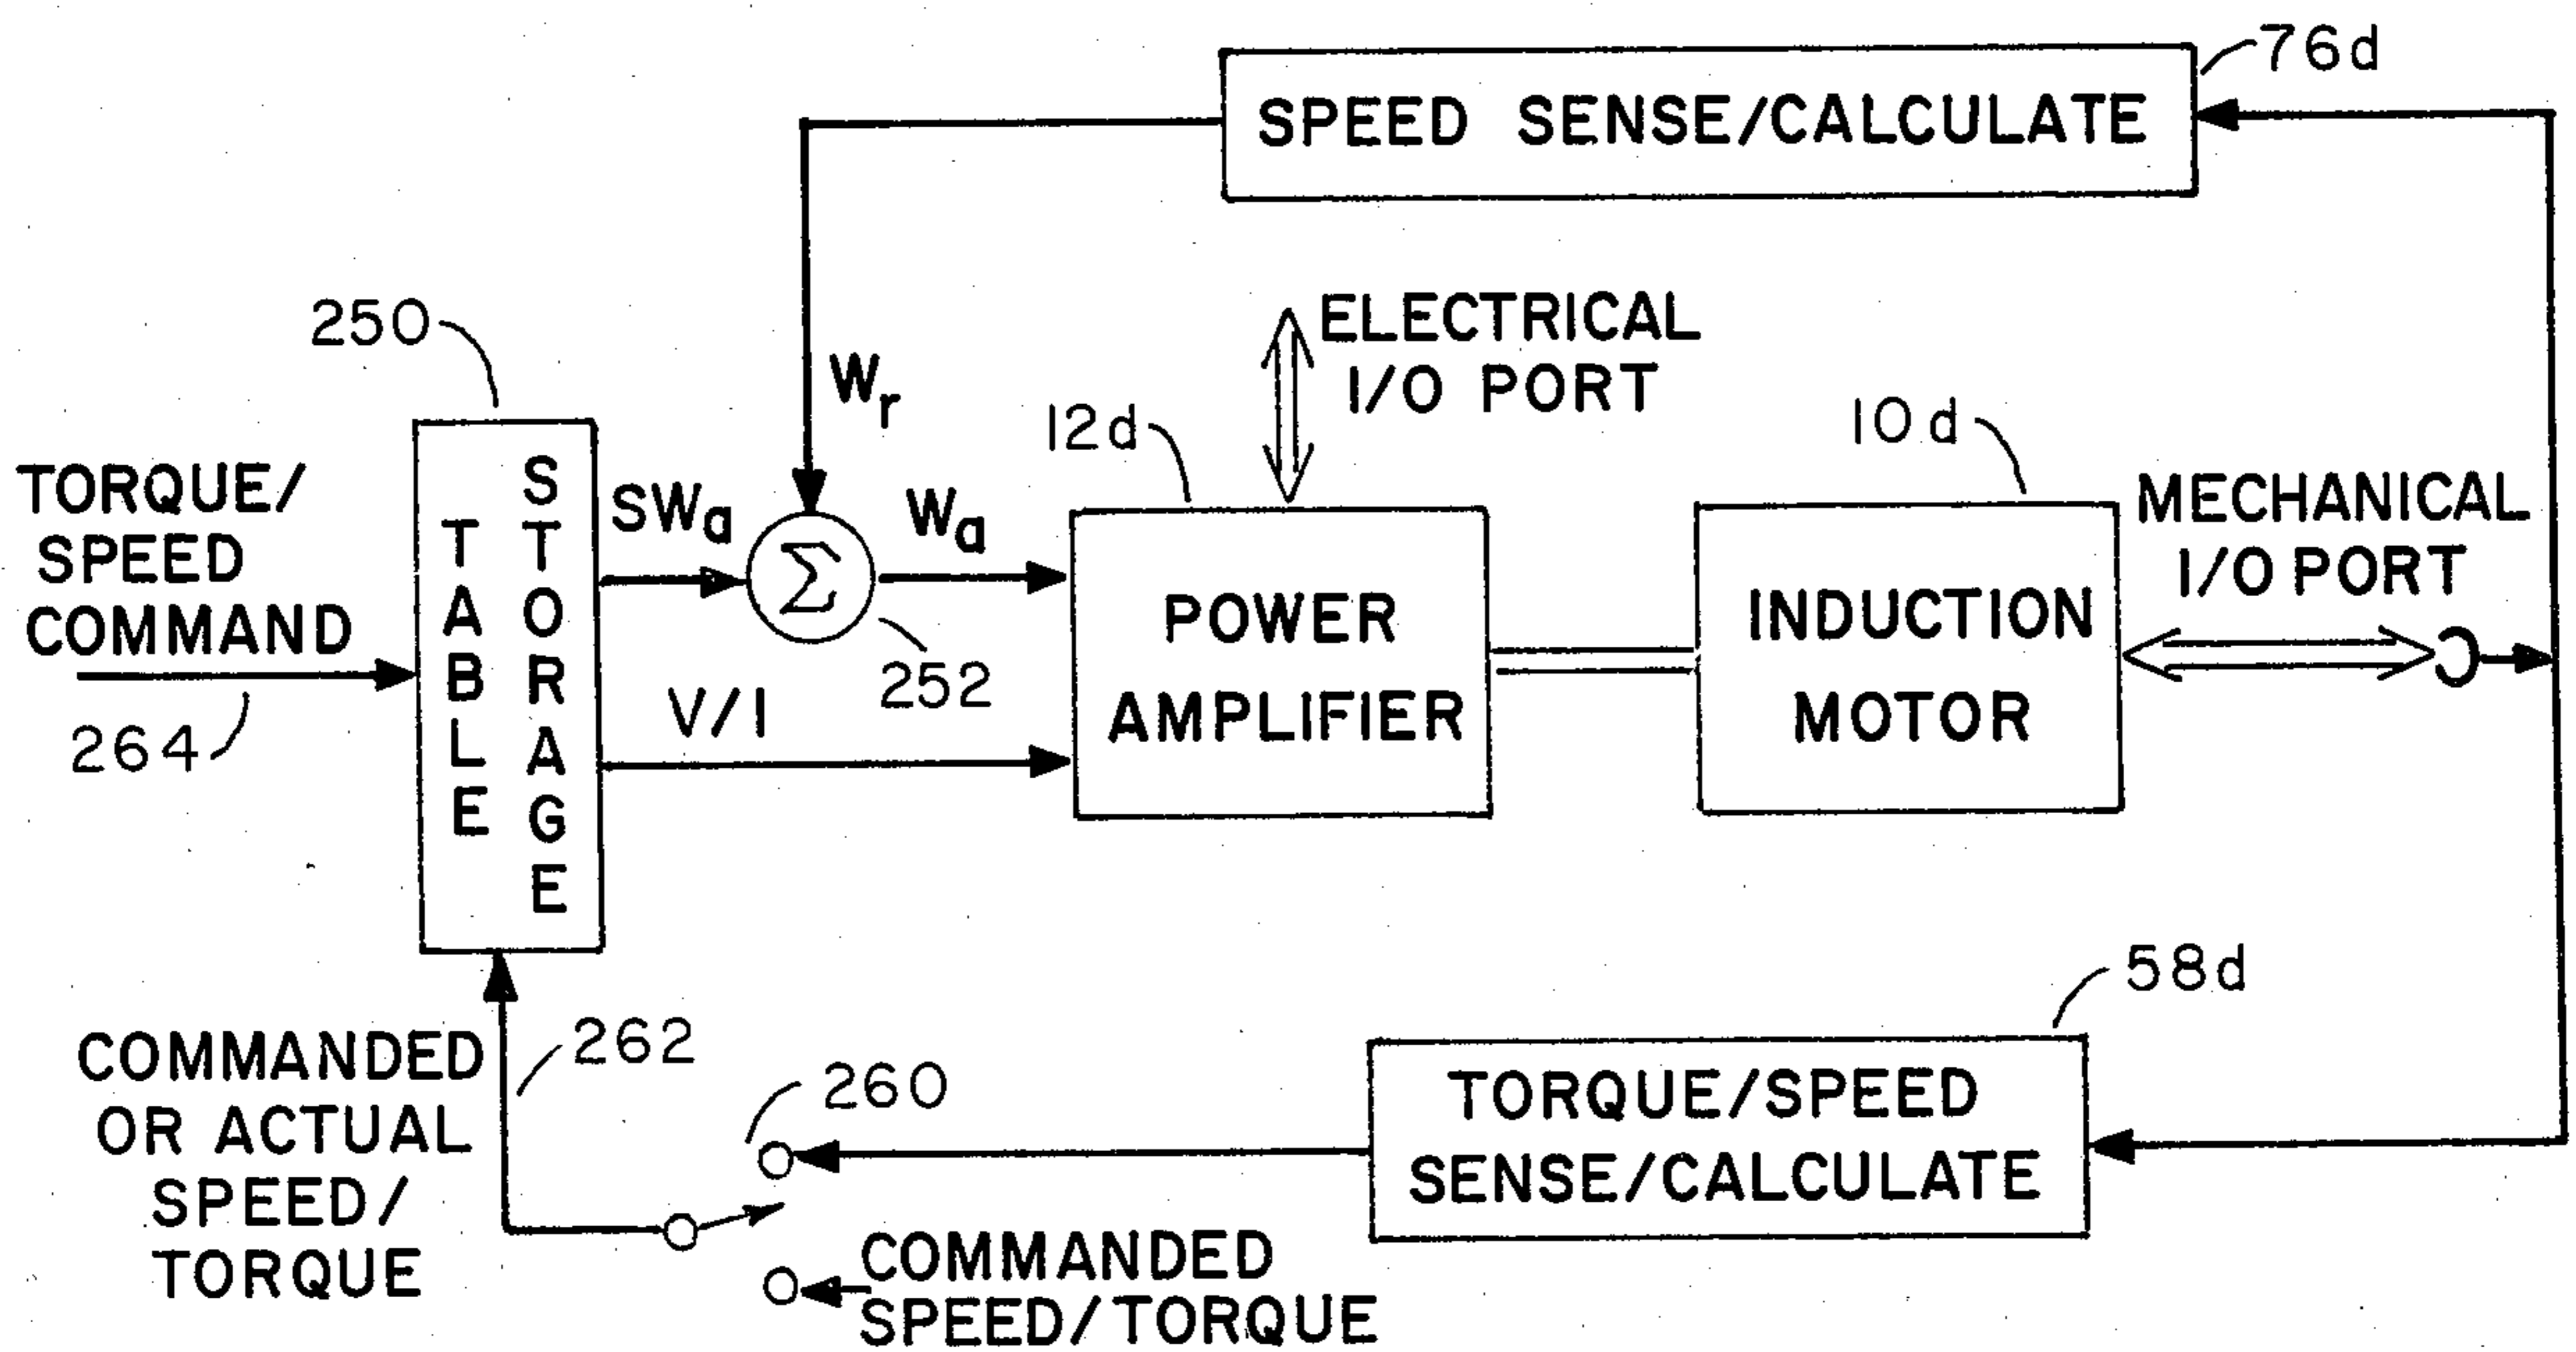 76d
SPEED SENSE/CALCULATE
250
Wr
ELECTRICAL
I/O PORT
12d
10d
TORQUE/
SPEED
COMMAND
264
TABLE
STORAGE
SWa
Σ
Wa
252
V/I
POWER
AMPLIFIER
INDUCTION
MOTOR
MECHANICAL
I/O PORT
58d
COMMANDED
OR ACTUAL
SPEED/
TORQUE
262
260
TORQUE/SPEED
SENSE/CALCULATE
COMMANDED
SPEED/TORQUE